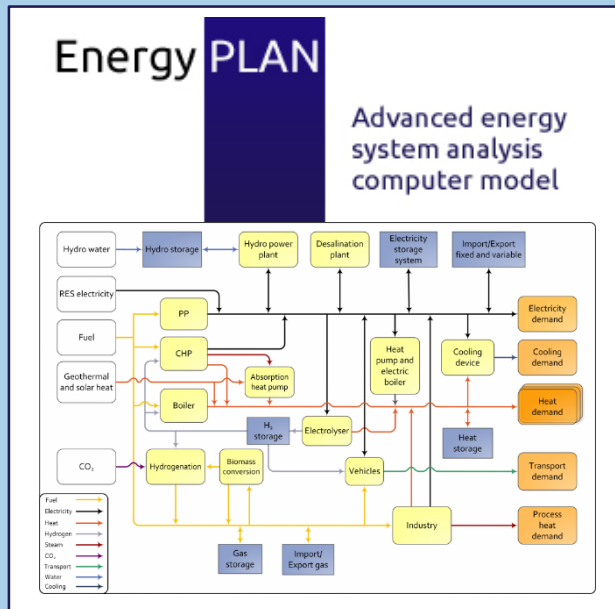 Energy PLAN
Advanced energy
system analysis
computer model
Hydro water
Hydro storage
Hydro power
plant
Desalination
plant
Electricity
storage
system
Import/Export
fixed and variable
RES electricity
PP
Electricity
demand
Fuel
CHP
Heat
pump and
electric
boiler
Cooling
device
Cooling
demand
Geothermal
and solar heat
Absorption
heat pump
Boiler
Heat
demand
H₂
storage
Electrolyser
Heat
storage
CO₂
Hydrogenation
Biomass
conversion
Vehicles
Transport
demand
Fuel
Electricity
Heat
Hydrogen
Steam
CO₂
Transport
Water
Cooling
Industry
Process
heat
demand
Gas
storage
Import/
Export gas